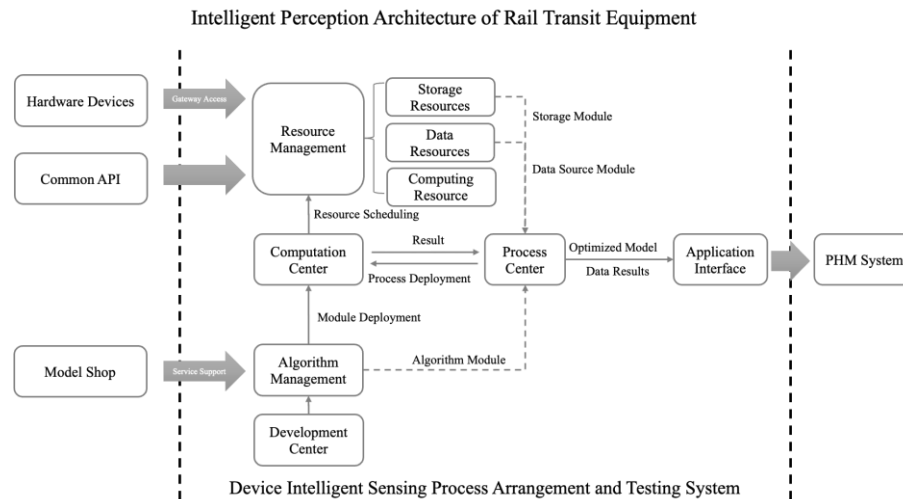 Intelligent Perception Architecture of Rail Transit Equipment
Hardware Devices
Gateway Access
Common API
Resource
Management
Storage
Resources
Data
Resources
Computing
Resource
Storage Module
Data Source Module
Resource Scheduling
Computation
Center
Result
Process Deployment
Process
Center
Optimized Model
Data Results
Application
Interface
PHM System
Module Deployment
Model Shop
Service Support
Algorithm
Management
Algorithm Module
Development
Center
Device Intelligent Sensing Process Arrangement and Testing System